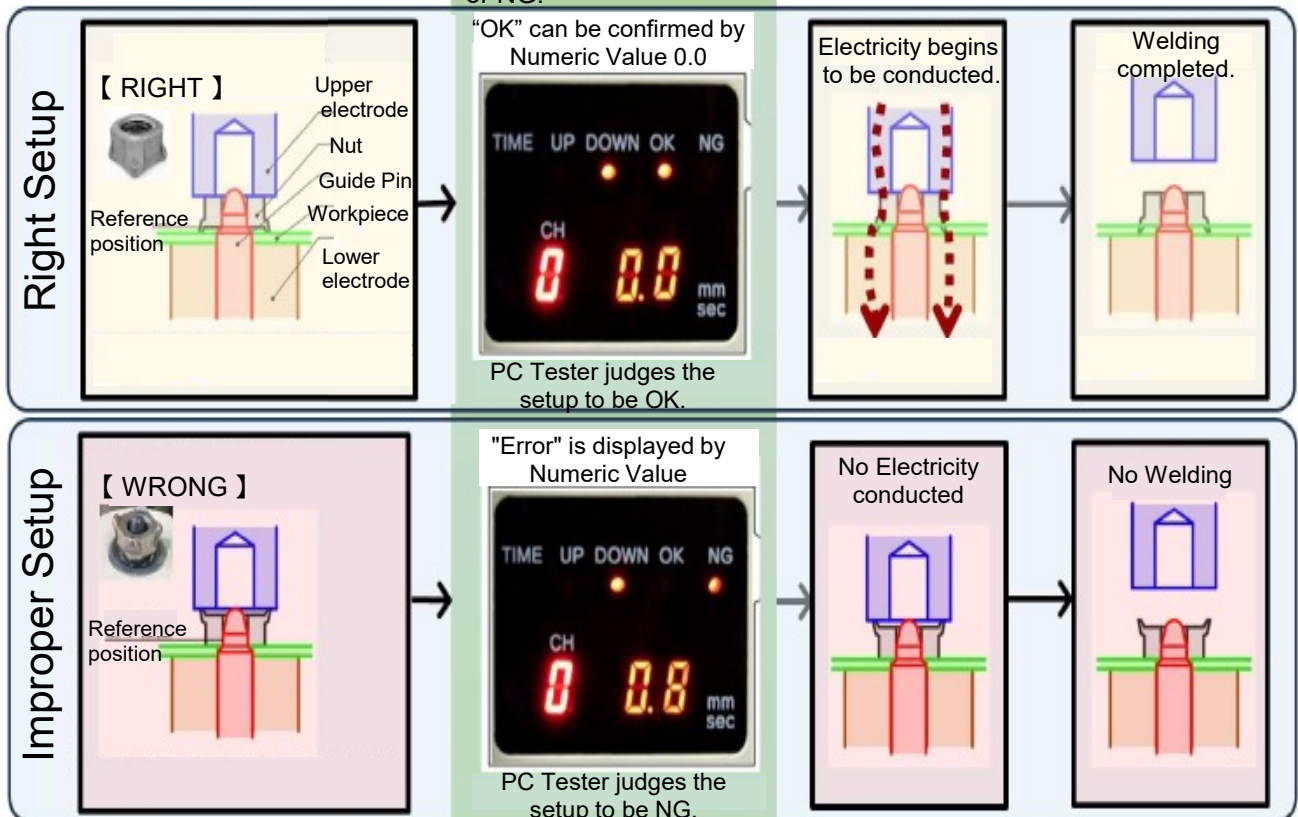 or NG.
Right Setup
【 RIGHT 】
Upper
electrode
Nut
Guide Pin
Workpiece
Reference
position
Lower
electrode
“OK” can be confirmed by
Numeric Value 0.0
TIME UP DOWN OK NG
CH
0 0.0 mm
sec
PC Tester judges the
setup to be OK.
Electricity begins
to be conducted.
Welding
completed.
Improper Setup
【 WRONG 】
Reference
position
"Error" is displayed by
Numeric Value
TIME UP DOWN OK NG
CH
0 0.8 mm
sec
PC Tester judges the
setup to be NG.
No Electricity
conducted
No Welding